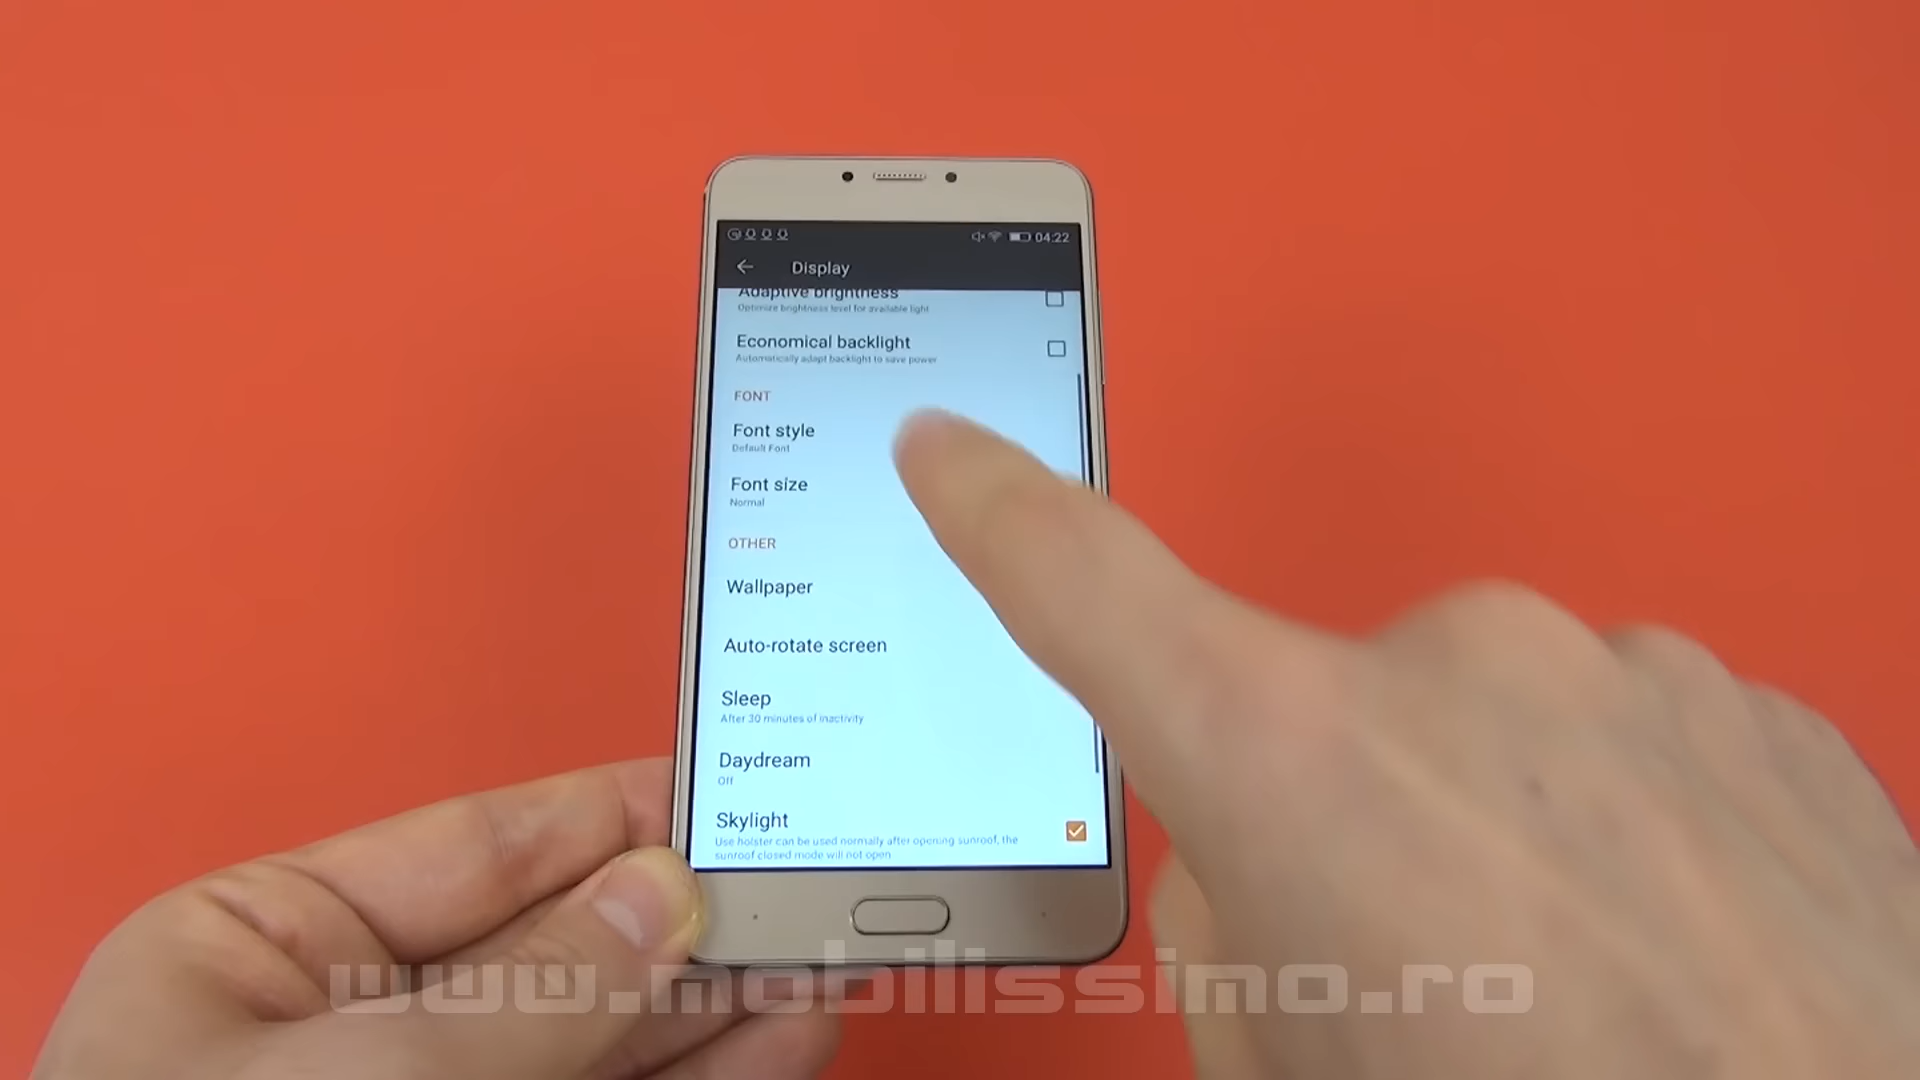 04:22
Display
Adaptive brightness
Optimize brightness level for available light
Economical backlight
Automatically adapt backlight to save power
FONT
Font style
Default Font
Font size
Normal
OTHER
Wallpaper
Auto-rotate screen
Sleep
After 30 minutes of inactivity
Daydream
Off
Skylight
Use holster can be used normally after opening sunroof, the
sunroof closed mode will not open
www.mobilissimo.ro